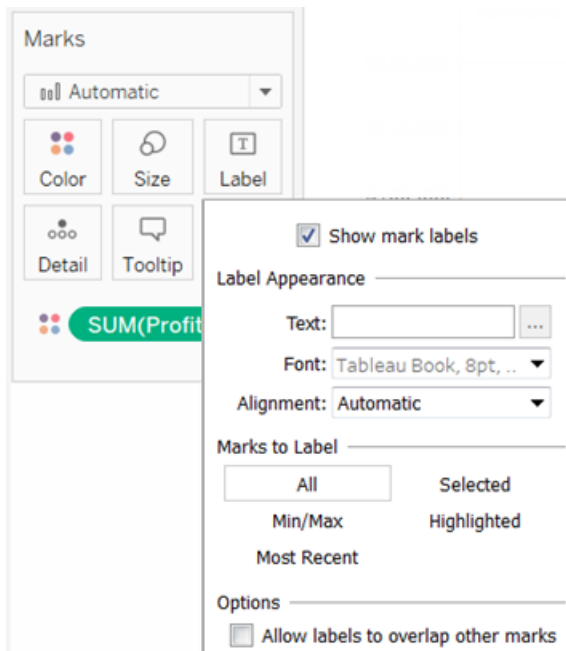 Marks
Automatic
Color Size Label
Detail Tooltip
SUM(Profit
Show mark labels
Label Appearance
Text: ...
Font: Tableau Book, 8pt, ..
Alignment: Automatic
Marks to Label
All Selected
Min/Max Highlighted
Most Recent
Options
Allow labels to overlap other marks